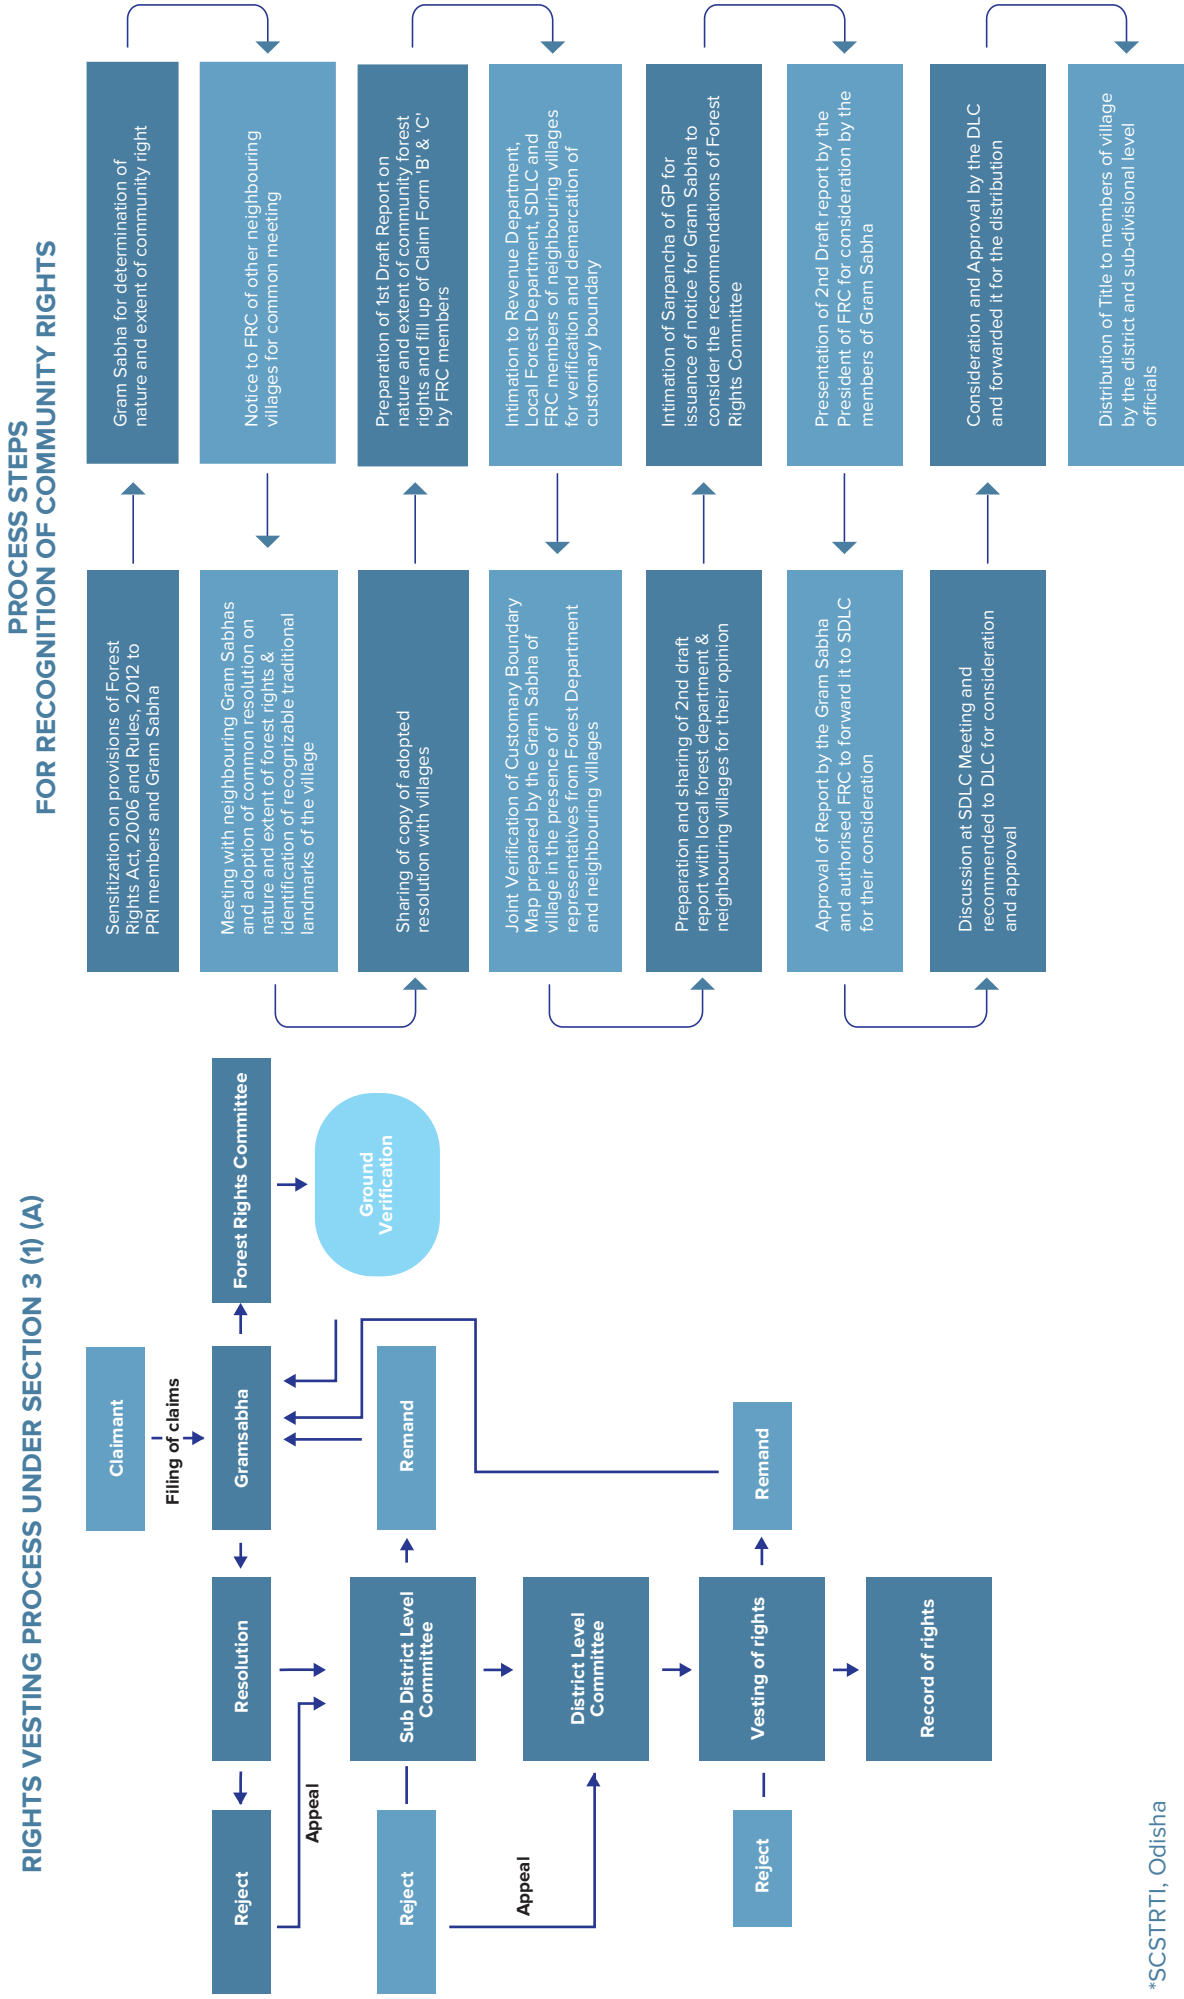 RIGHTS VESTING PROCESS UNDER SECTION 3 (1) (A)
Claimant
Filing of claims
Reject
Resolution
Gramsabha
Forest Rights Committee
Appeal
Ground
Verification
Reject
Sub District Level
Committee
Remand
Appeal
District Level
Committee
Reject
Vesting of rights
Remand
Record of rights
*SCSTRTI, Odisha
PROCESS STEPS
FOR RECOGNITION OF COMMUNITY RIGHTS
Sensitization on provisions of Forest
Rights Act, 2006 and Rules, 2012 to
PRI members and Gram Sabha
Gram Sabha for determination of
nature and extent of community right
Notice to FRC of other neighbouring
villages for common meeting
Meeting with neighbouring Gram Sabhas
and adoption of common resolution on
nature and extent of forest rights &
identification of recognizable traditional
landmarks of the village
Sharing of copy of adopted
resolution with villages
Preparation of 1st Draft Report on
nature and extent of community forest
rights and fill up of Claim Form 'B' & 'C'
by FRC members
Intimation to Revenue Department,
Local Forest Department, SDLC and
FRC members of neighbouring villages
for verification and demarcation of
customary boundary
Joint Verification of Customary Boundary
Map prepared by the Gram Sabha of
village in the presence of
representatives from Forest Department
and neighbouring villages
Preparation and sharing of 2nd draft
report with local forest department &
neighbouring villages for their opinion
Intimation of Sarpancha of GP for
issuance of notice for Gram Sabha to
consider the recommendations of Forest
Rights Committee
Presentation of 2nd Draft report by the
President of FRC for consideration by the
members of Gram Sabha
Approval of Report by the Gram Sabha
and authorised FRC to forward it to SDLC
for their consideration
Discussion at SDLC Meeting and
recommended to DLC for consideration
and approval
Consideration and Approval by the DLC
and forwarded it for the distribution
Distribution of Title to members of village
by the district and sub-divisional level
officials